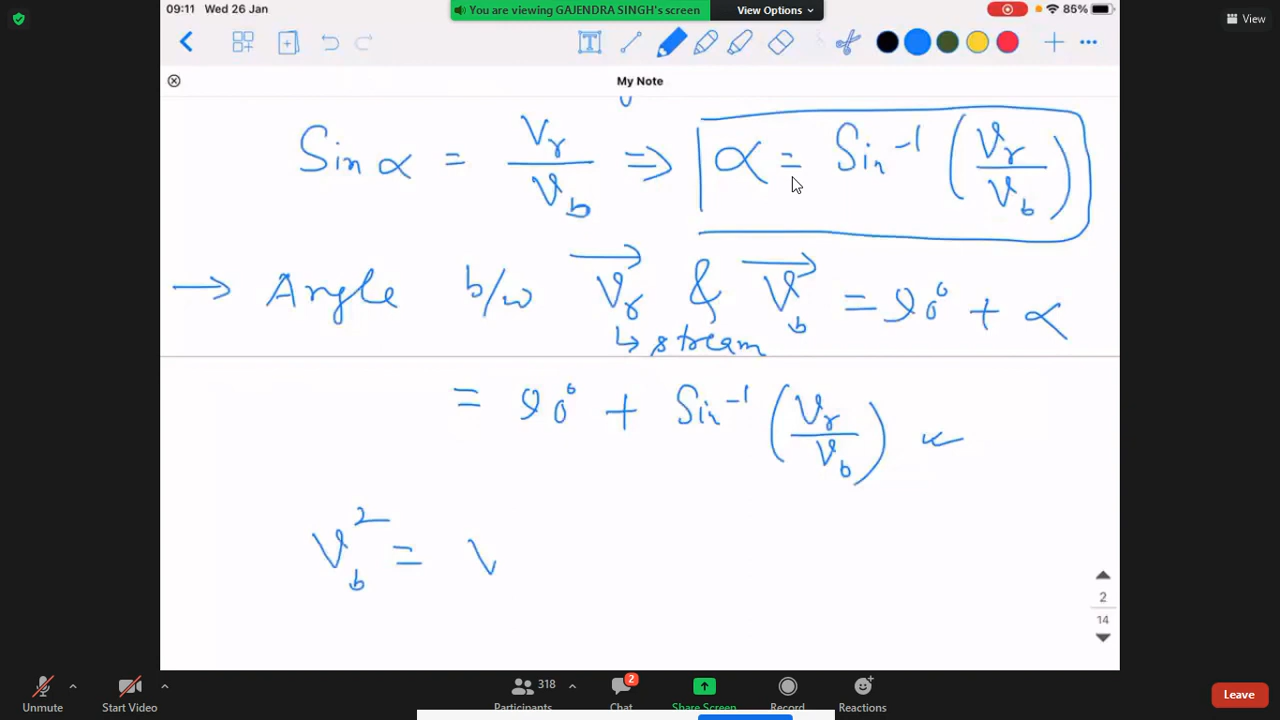 09:11 Wed 26 Jan
You are viewing GAJENDRA SINGH's screen
View Options
85%
View
My Note
Sin α = Vr/Vb ⇒ α = Sin⁻¹ (Vr/Vb)
→ Angle b/w Vr & Vb = 90° + α
↳ stream
= 90° + Sin⁻¹ (Vr/Vb)
Vb² = V
2
14
Unmute
Start Video
318
Participants
2
Chat
Share Screen
Record
Reactions
Leave